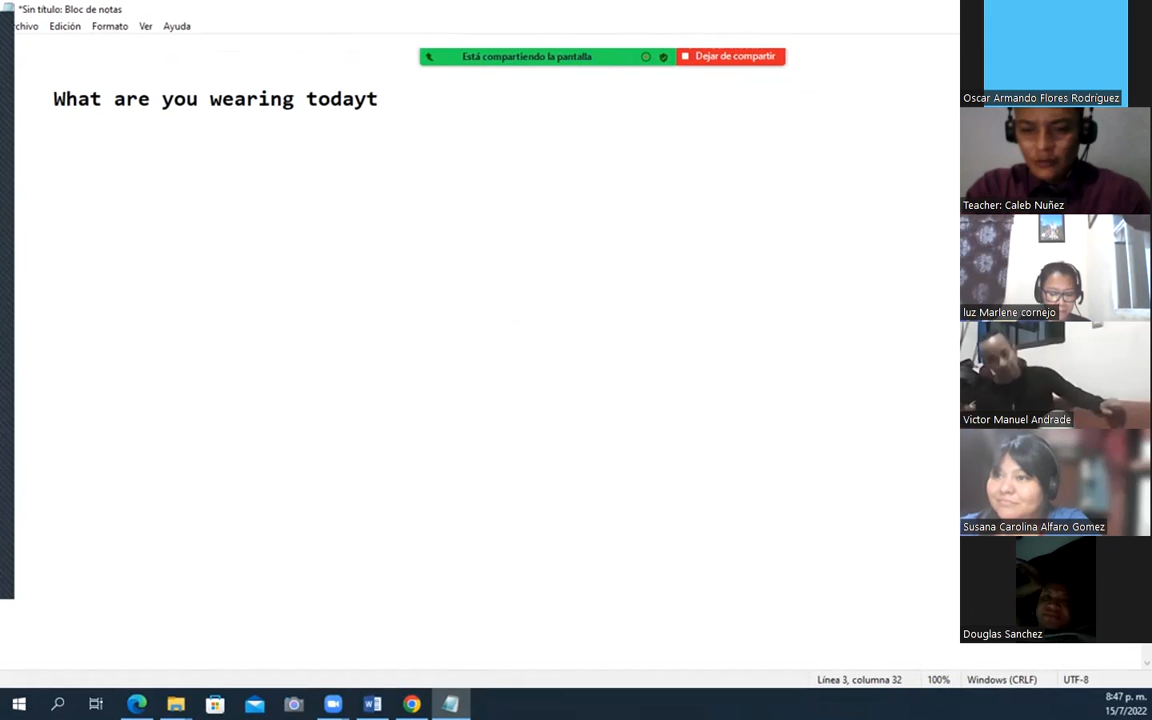 *Sin título: Bloc de notas
chivo Edición Formato Ver Ayuda
Está compartiendo la pantalla Dejar de compartir
What are you wearing todayt
Oscar Armando Flores Rodríguez
Teacher: Caleb Nuñez
luz Marlene cornejo
Victor Manuel Andrade
Susana Carolina Alfaro Gomez
Douglas Sanchez
Línea 3, columna 32 100% Windows (CRLF) UTF-8
8:47 p. m.
15/7/2022